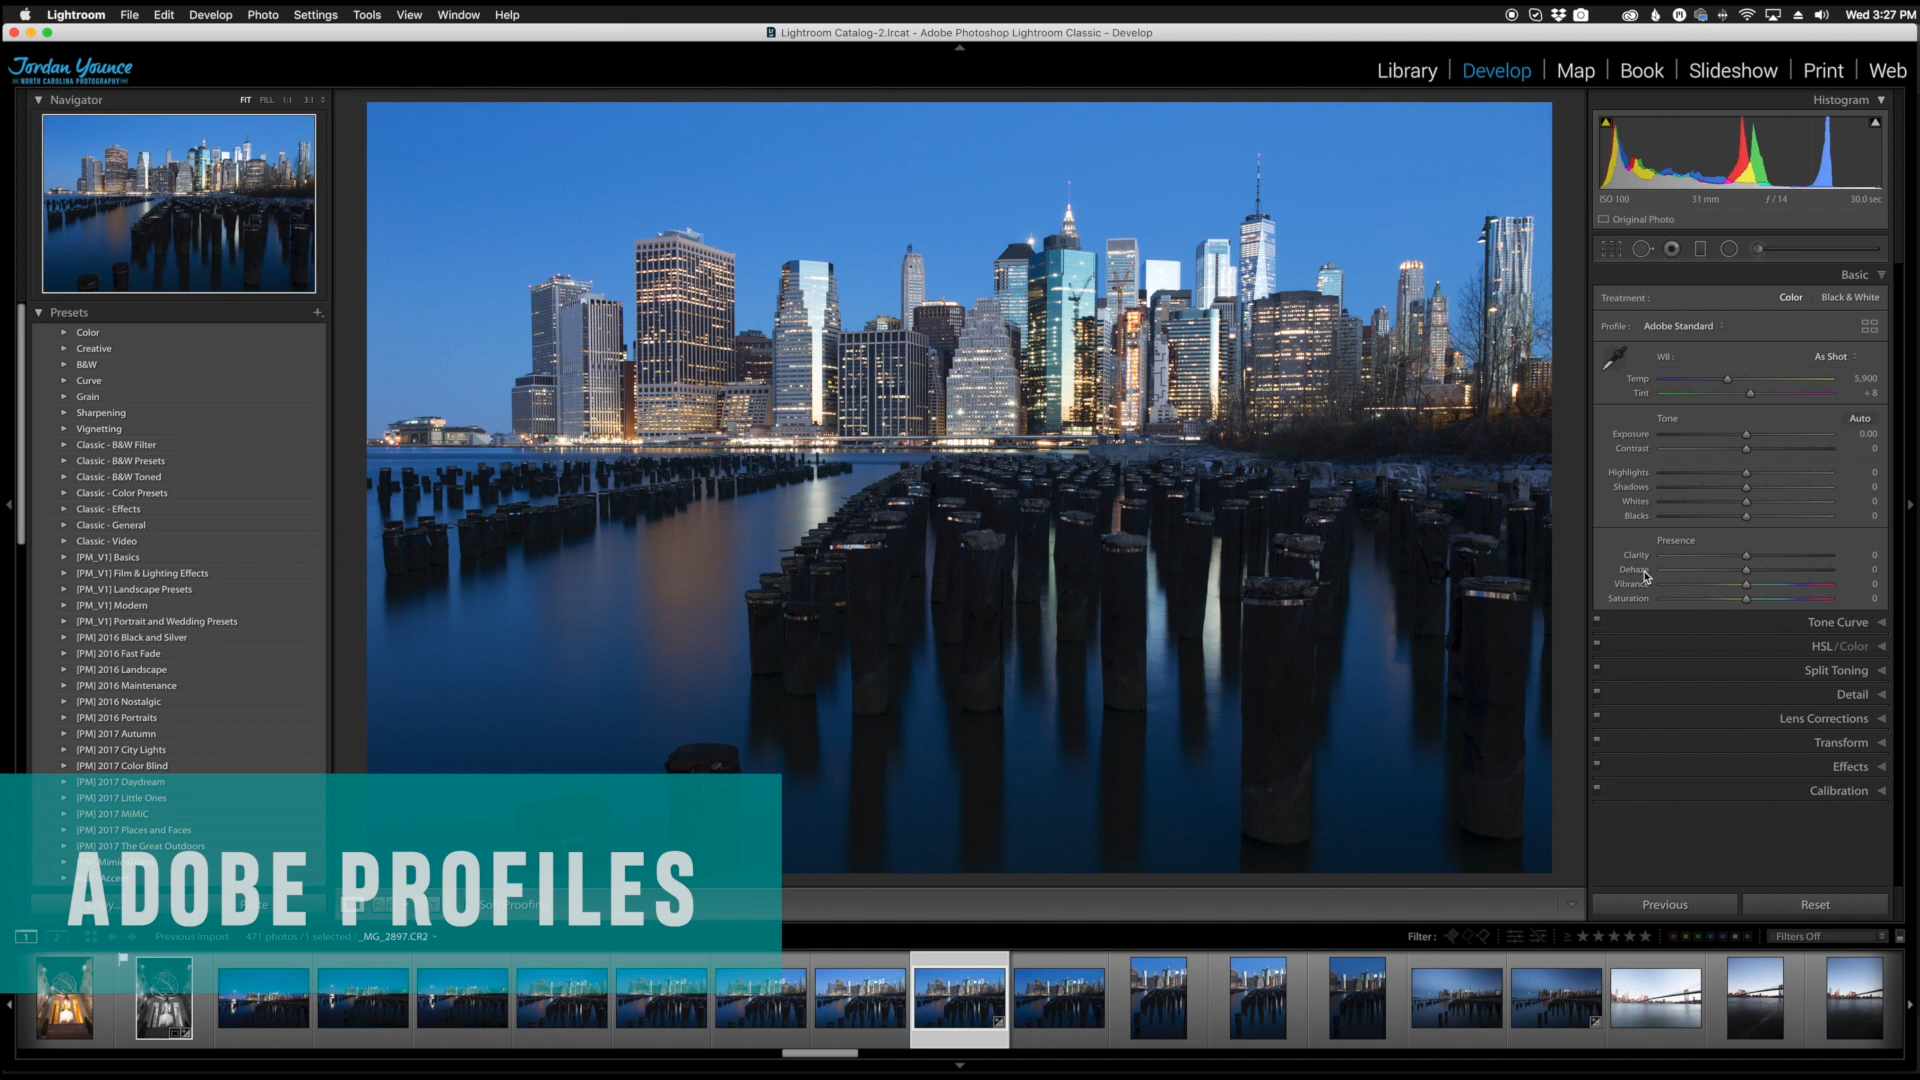 Lightroom File Edit Develop Photo Settings Tools View Window Help
Wed 3:27 PM
Lightroom Catalog-2.lrcat - Adobe Photoshop Lightroom Classic - Develop
Jordan Younce
NORTH CAROLINA PHOTOGRAPHY
Library | Develop | Map | Book | Slideshow | Print | Web
Navigator FIT FILL 1:1 3:1
Presets +
Color
Creative
B&W
Curve
Grain
Sharpening
Vignetting
Classic - B&W Filter
Classic - B&W Presets
Classic - B&W Toned
Classic - Color Presets
Classic - Effects
Classic - General
Classic - Video
[PM_V1] Basics
[PM_V1] Film & Lighting Effects
[PM_V1] Landscape Presets
[PM_V1] Modern
[PM_V1] Portrait and Wedding Presets
[PM] 2016 Black and Silver
[PM] 2016 Fast Fade
[PM] 2016 Landscape
[PM] 2016 Maintenance
[PM] 2016 Nostalgic
[PM] 2016 Portraits
[PM] 2017 Autumn
[PM] 2017 City Lights
[PM] 2017 Color Blind
[PM] 2017 Daydream
[PM] 2017 Little Ones
[PM] 2017 MiMiC
[PM] 2017 Places and Faces
[PM] 2017 The Great Outdoors
ADOBE PROFILES
Soft Proofing
Histogram
ISO 100 31 mm f / 14 30.0 sec
Original Photo
Basic
Treatment : Color | Black & White
Profile : Adobe Standard
WB : As Shot
Temp 5,900
Tint + 8
Tone Auto
Exposure 0.00
Contrast 0
Highlights 0
Shadows 0
Whites 0
Blacks 0
Presence
Clarity 0
Dehaze 0
Vibrance 0
Saturation 0
Tone Curve
HSL / Color
Split Toning
Detail
Lens Corrections
Transform
Effects
Calibration
Previous Reset
1 2 Previous Import 471 photos / 1 selected / _MG_2897.CR2
Filter : Filters Off